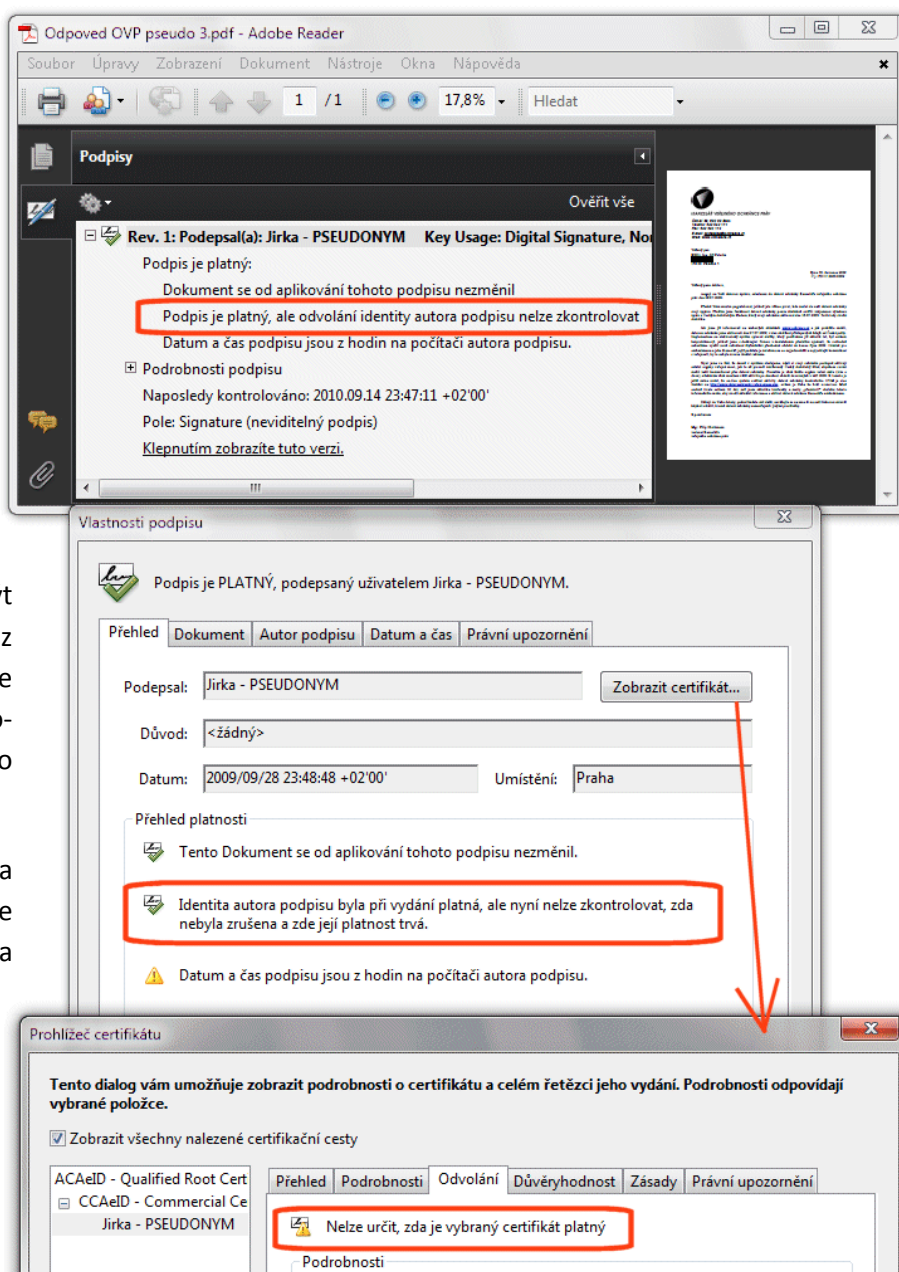 Odpoved OVP pseudo 3.pdf - Adobe Reader
Soubor Úpravy Zobrazení Dokument Nástroje Okna Nápověda
1 /1 17,8% Hledat
Podpisy
Ověřit vše
Rev. 1: Podepsal(a): Jirka - PSEUDONYM Key Usage: Digital Signature, Nor
Podpis je platný:
Dokument se od aplikování tohoto podpisu nezměnil
Podpis je platný, ale odvolání identity autora podpisu nelze zkontrolovat
Datum a čas podpisu jsou z hodin na počítači autora podpisu.
Podrobnosti podpisu
Naposledy kontrolováno: 2010.09.14 23:47:11 +02'00'
Pole: Signature (neviditelný podpis)
Klepnutím zobrazíte tuto verzi.
Vlastnosti podpisu
Podpis je PLATNÝ, podepsaný uživatelem Jirka - PSEUDONYM.
Přehled Dokument Autor podpisu Datum a čas Právní upozornění
Podepsal: Jirka - PSEUDONYM Zobrazit certifikát...
Důvod: <žádný>
Datum: 2009/09/28 23:48:48 +02'00' Umístění: Praha
Přehled platnosti
Tento Dokument se od aplikování tohoto podpisu nezměnil.
Identita autora podpisu byla při vydání platná, ale nyní nelze zkontrolovat, zda
nebyla zrušena a zde její platnost trvá.
Datum a čas podpisu jsou z hodin na počítači autora podpisu.
z
e
o
a
e
a
Prohlížeč certifikátu
Tento dialog vám umožňuje zobrazit podrobnosti o certifikátu a celém řetězci jeho vydání. Podrobnosti odpovídají
vybrané položce.
Zobrazit všechny nalezené certifikační cesty
ACAeID - Qualified Root Cert
CCAeID - Commercial Ce
Jirka - PSEUDONYM
Přehled Podrobnosti Odvolání Důvěryhodnost Zásady Právní upozornění
Nelze určit, zda je vybraný certifikát platný
Podrobnosti